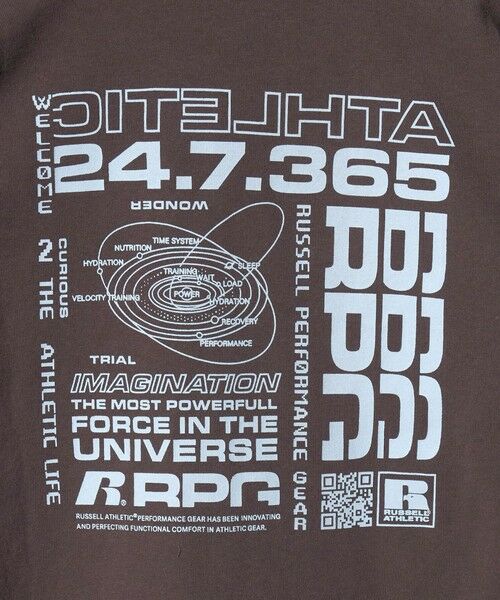 ATHLETIC
24.7.365
WELC0ME 2 THE ATHLETIC LIFE
CURIOUS
WONDER
TIME SYSTEM
NUTRITION
HYDRATION
SLEEP
TRAINING
WAIT
LOAD
POWER
VELOCITY TRAINING
HYDRATION
RECOVERY
PERFORMANCE
TRIAL
IMAGINATION
THE MOST POWERFULL
FORCE IN THE
UNIVERSE
R® RPG
RUSSELL ATHLETIC® PERFORMANCE GEAR HAS BEEN INNOVATING
AND PERFECTING FUNCTIONAL COMFORT IN ATHLETIC GEAR.
RUSSELL PERF0RMANCE GEAR
RPG
R
RUSSELL
ATHLETIC